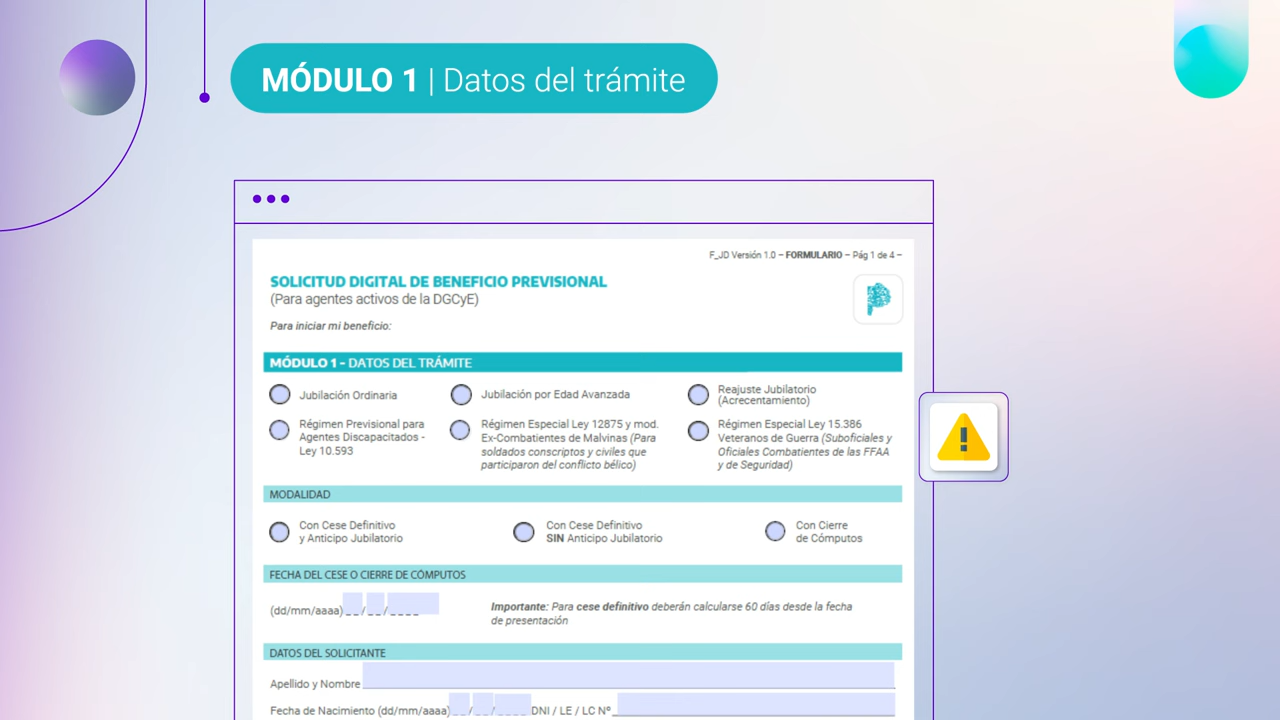 MÓDULO 1 | Datos del trámite
F_JD Versión 1.0 – FORMULARIO – Pág 1 de 4 –
SOLICITUD DIGITAL DE BENEFICIO PREVISIONAL
(Para agentes activos de la DGCyE)
Para iniciar mi beneficio:
MÓDULO 1 - DATOS DEL TRÁMITE
Jubilación Ordinaria
Jubilación por Edad Avanzada
Reajuste Jubilatorio
(Acrecentamiento)
Régimen Previsional para
Agentes Discapacitados -
Ley 10.593
Régimen Especial Ley 12875 y mod.
Ex-Combatientes de Malvinas (Para
soldados conscriptos y civiles que
participaron del conflicto bélico)
Régimen Especial Ley 15.386
Veteranos de Guerra (Suboficiales y
Oficiales Combatientes de las FFAA
y de Seguridad)
MODALIDAD
Con Cese Definitivo
y Anticipo Jubilatorio
Con Cese Definitivo
SIN Anticipo Jubilatorio
Con Cierre
de Cómputos
FECHA DEL CESE O CIERRE DE CÓMPUTOS
(dd/mm/aaaa)__/__/____
Importante: Para cese definitivo deberán calcularse 60 días desde la fecha
de presentación
DATOS DEL SOLICITANTE
Apellido y Nombre
Fecha de Nacimiento (dd/mm/aaaa)__/__/____DNI / LE / LC Nº